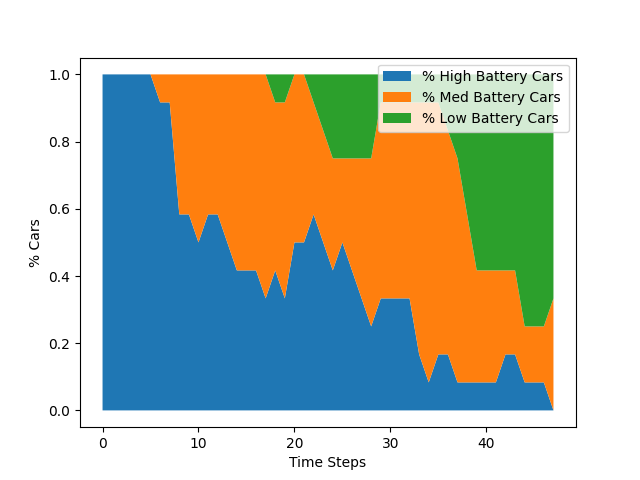 % High Battery Cars
% Med Battery Cars
% Low Battery Cars
1.0
0.8
0.6
0.4
0.2
0.0
% Cars
0 10 20 30 40
Time Steps